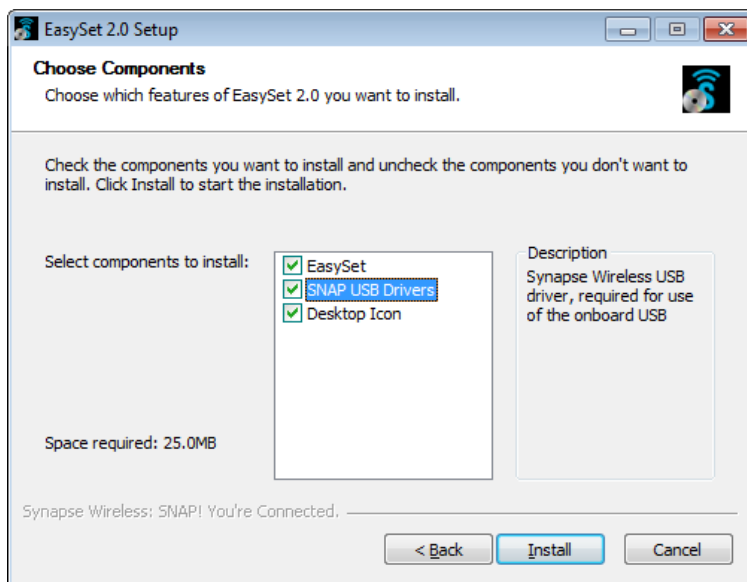 EasySet 2.0 Setup
Choose Components
Choose which features of EasySet 2.0 you want to install.
Check the components you want to install and uncheck the components you don't want to
install. Click Install to start the installation.
Select components to install:
EasySet
SNAP USB Drivers
Desktop Icon
Description
Synapse Wireless USB
driver, required for use
of the onboard USB
Space required: 25.0MB
Synapse Wireless: SNAP! You're Connected.
< Back
Install
Cancel